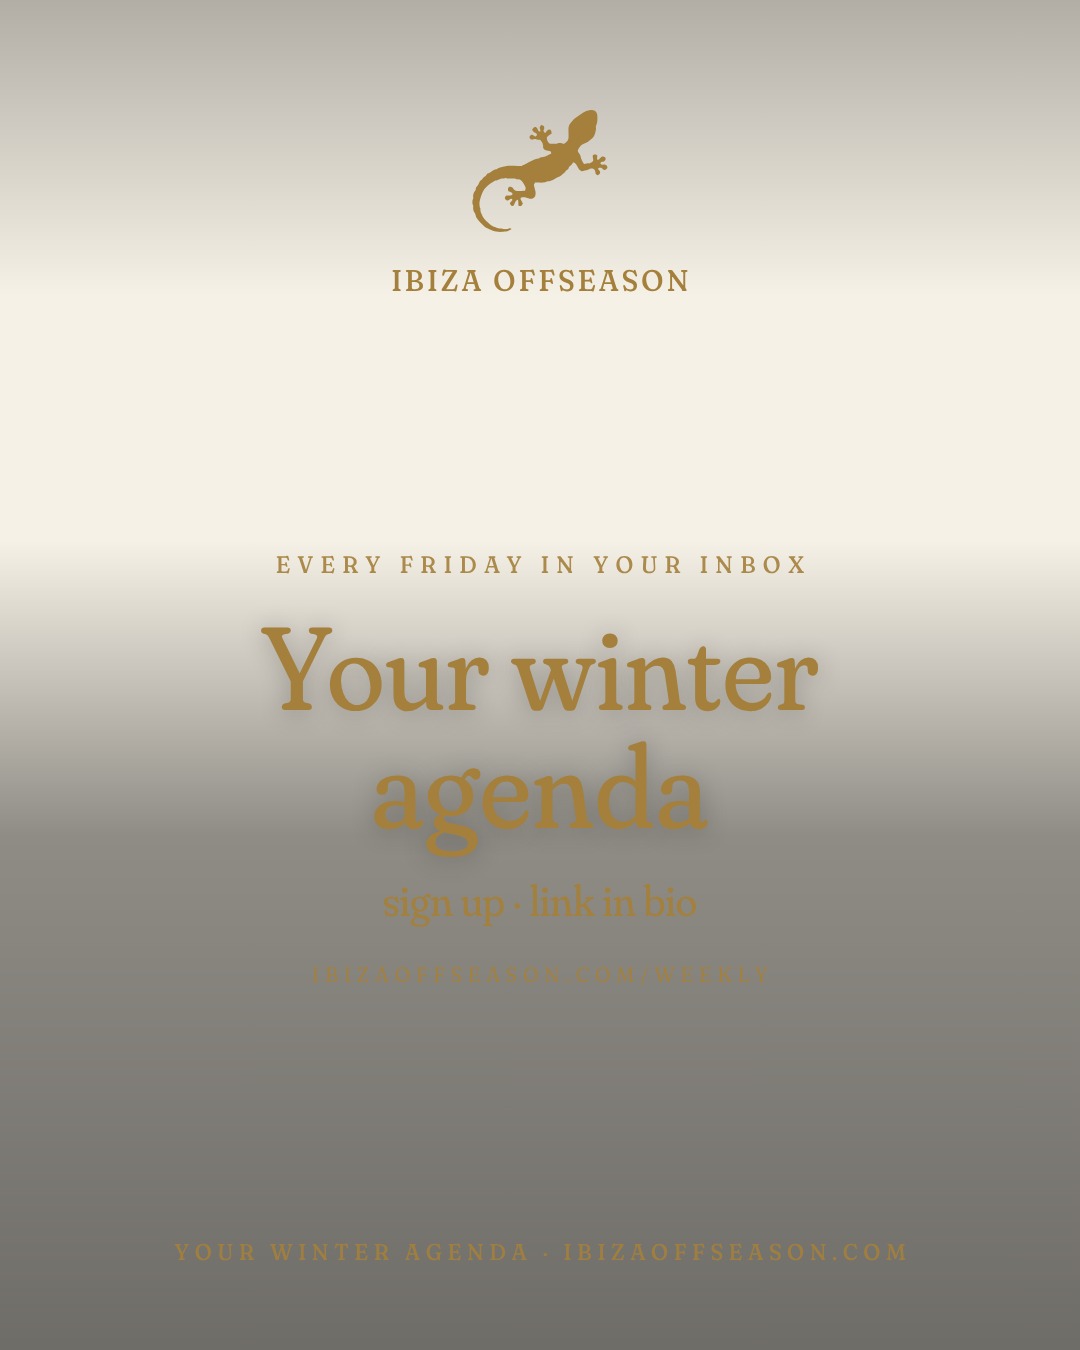 IBIZA OFFSEASON
EVERY FRIDAY IN YOUR INBOX
Your winter
agenda
sign up · link in bio
IBIZAOFFSEASON.COM/WEEKLY
YOUR WINTER AGENDA · IBIZAOFFSEASON.COM